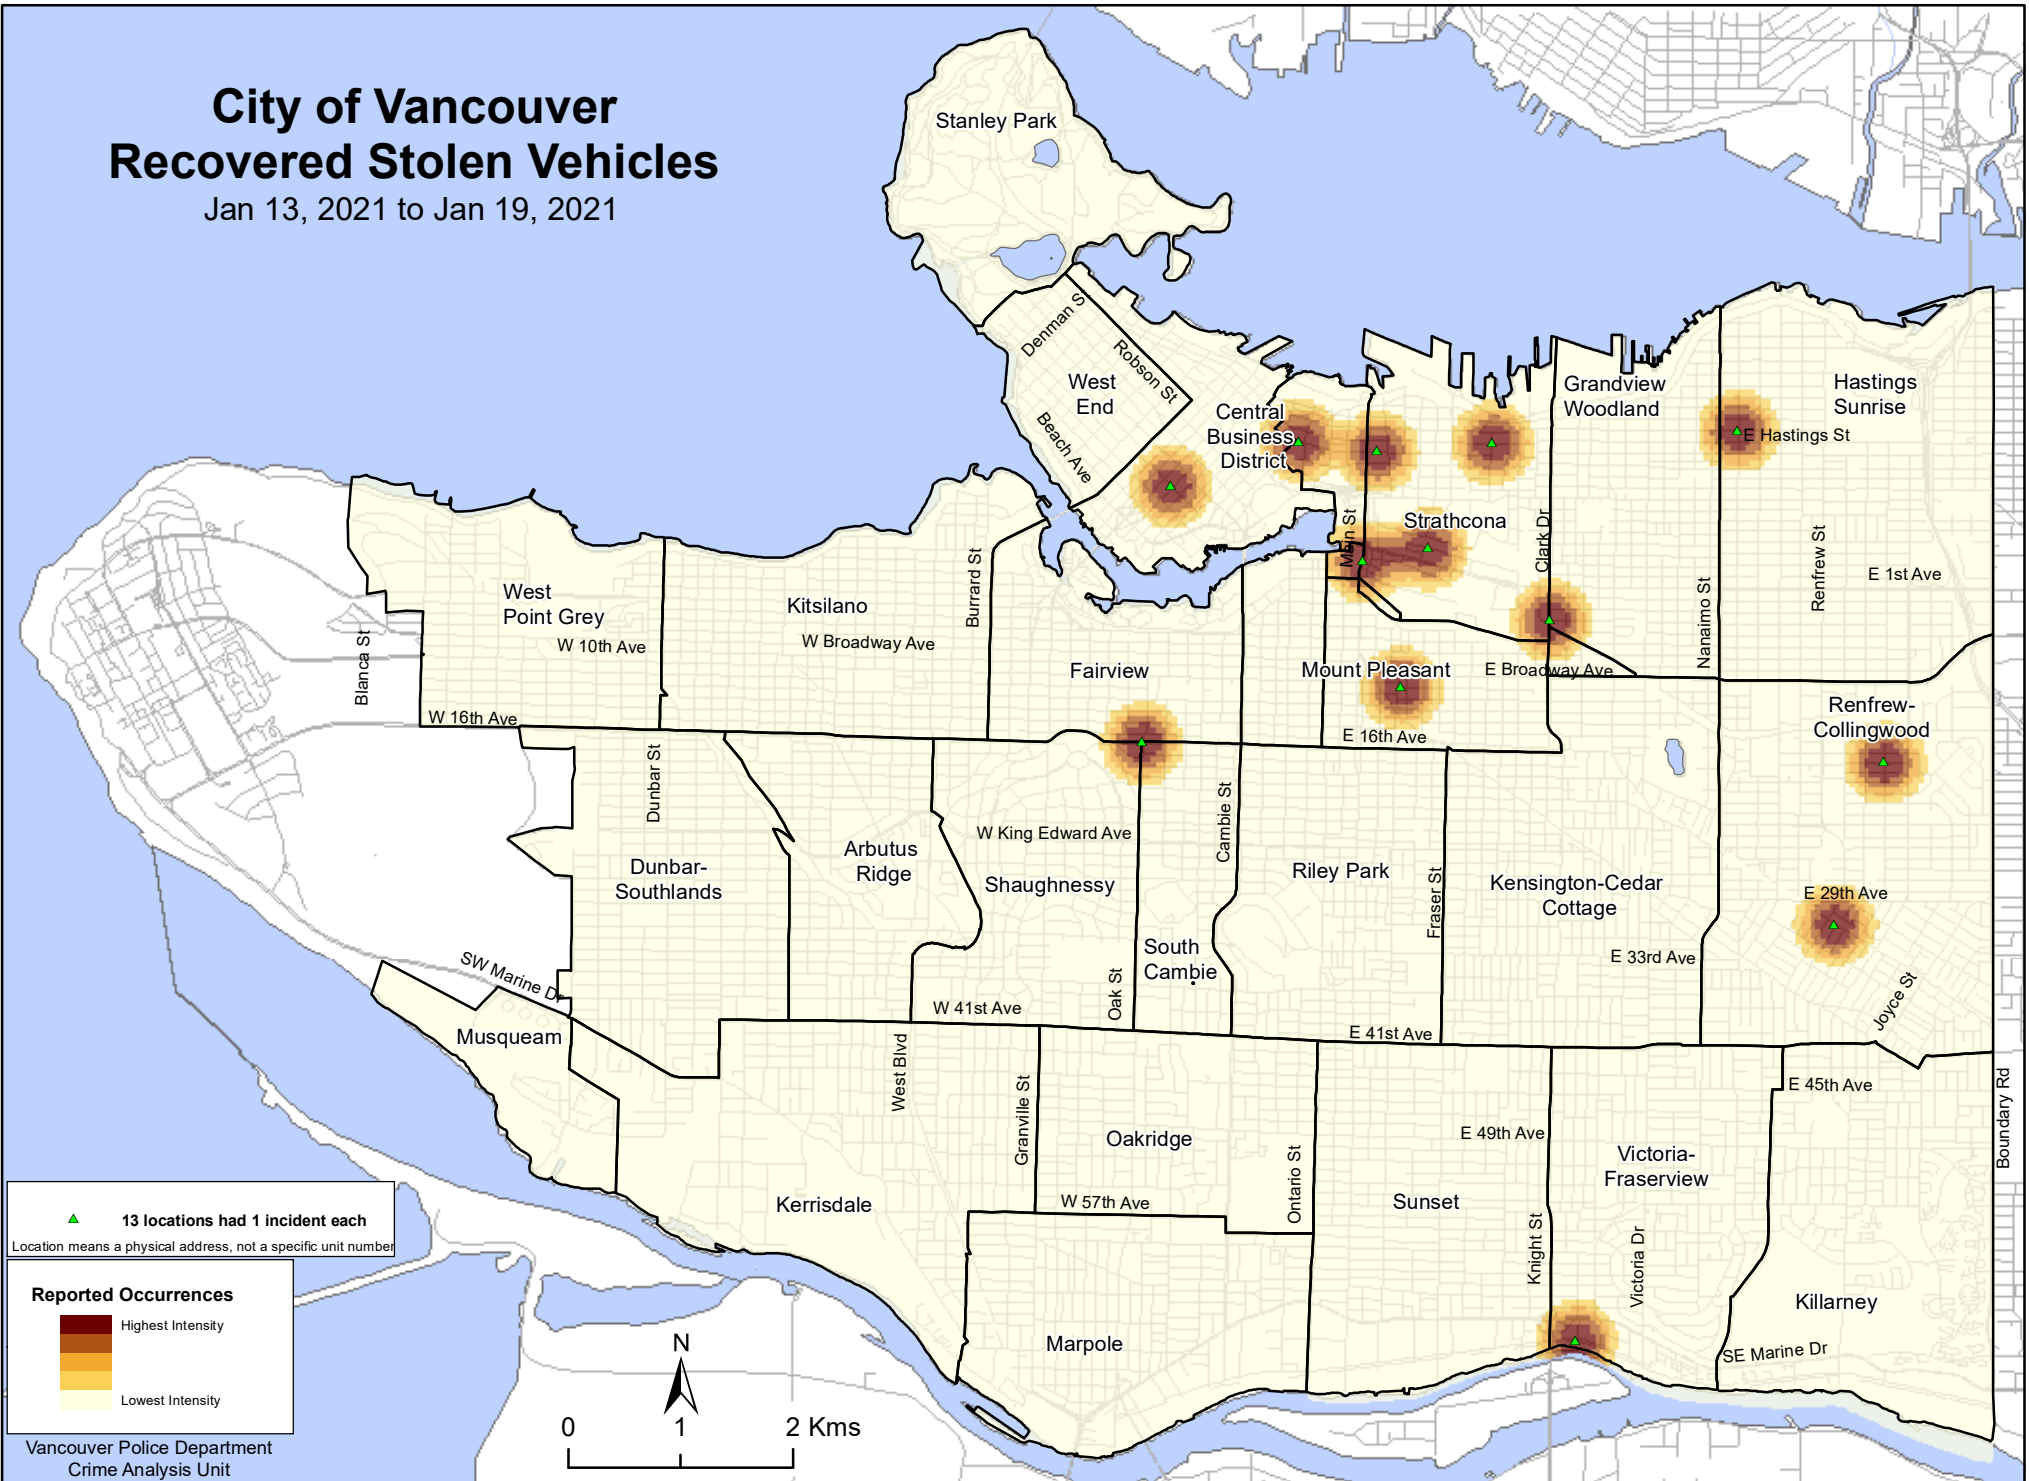 City of Vancouver
Recovered Stolen Vehicles
Jan 13, 2021 to Jan 19, 2021
Stanley Park
Denman St
Robson St
West
End
Beach Ave
Central
Business
District
Grandview
Woodland
Hastings
Sunrise
E Hastings St
Main St
Strathcona
Clark Dr
Nanaimo St
Renfrew St
E 1st Ave
West
Point Grey
W 10th Ave
Blanca St
W 16th Ave
Kitsilano
W Broadway Ave
Burrard St
Fairview
Mount Pleasant
E Broadway Ave
E 16th Ave
Renfrew-
Collingwood
Dunbar St
Dunbar-
Southlands
Arbutus
Ridge
W King Edward Ave
Shaughnessy
Cambie St
South
Cambie
Oak St
Riley Park
Fraser St
Kensington-Cedar
Cottage
E 29th Ave
E 33rd Ave
Joyce St
SW Marine Dr
Musqueam
W 41st Ave
E 41st Ave
West Blvd
Granville St
Oakridge
Ontario St
W 57th Ave
Kerrisdale
E 45th Ave
E 49th Ave
Boundary Rd
Victoria-
Fraserview
Sunset
Knight St
Victoria Dr
Killarney
SE Marine Dr
Marpole
13 locations had 1 incident each
Location means a physical address, not a specific unit number
Reported Occurrences
Highest Intensity
Lowest Intensity
Vancouver Police Department
Crime Analysis Unit
N
0 1 2 Kms